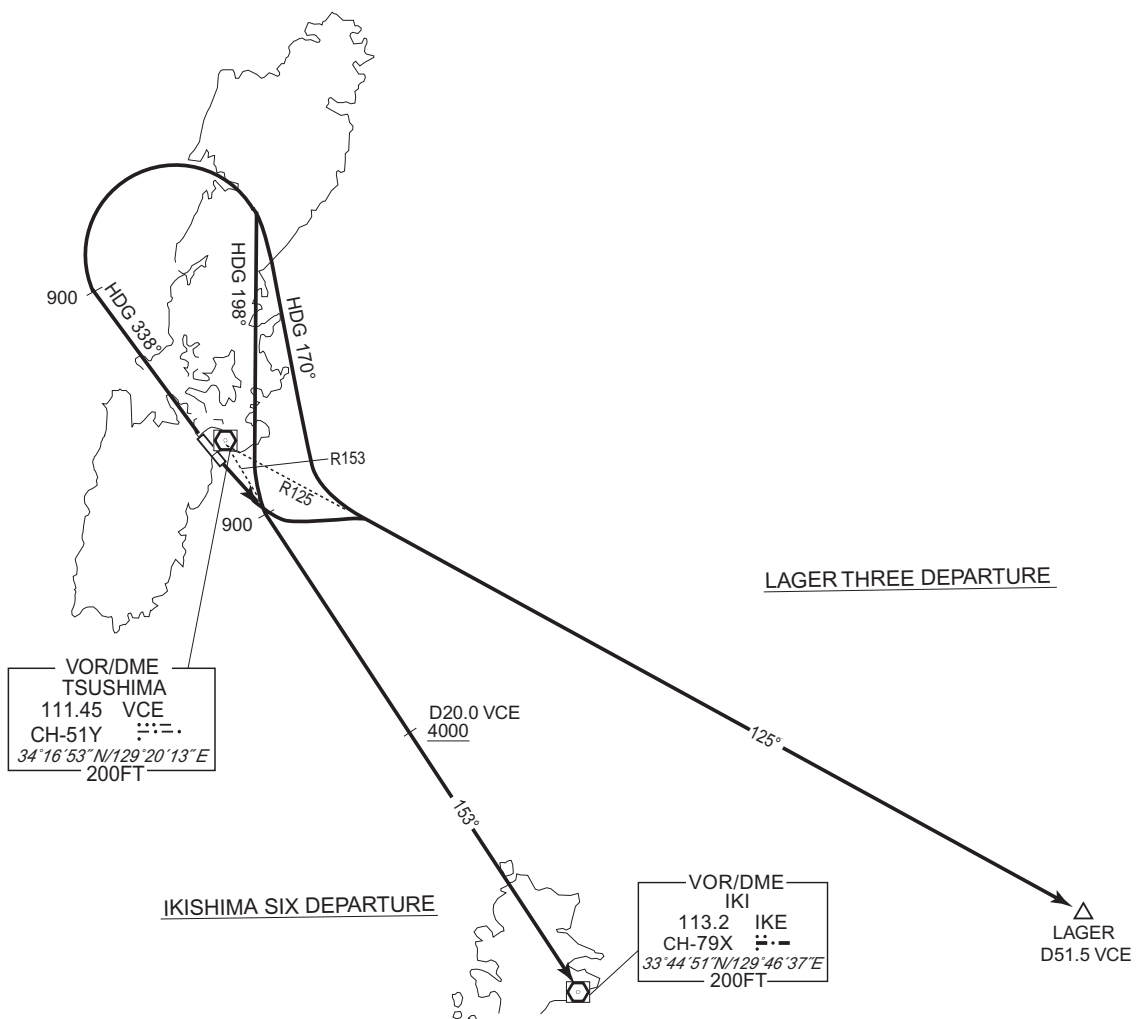 900
HDG 338°
HDG 198°
HDG 170°
R153
R125
900
LAGER THREE DEPARTURE
VOR/DME
TSUSHIMA
111.45 VCE
CH-51Y
34°16´53˝N/129°20´13˝E
200FT
D20.0 VCE
4000
125°
153°
IKISHIMA SIX DEPARTURE
VOR/DME
IKI
113.2 IKE
CH-79X
33°44´51˝N/129°46´37˝E
200FT
LAGER
D51.5 VCE